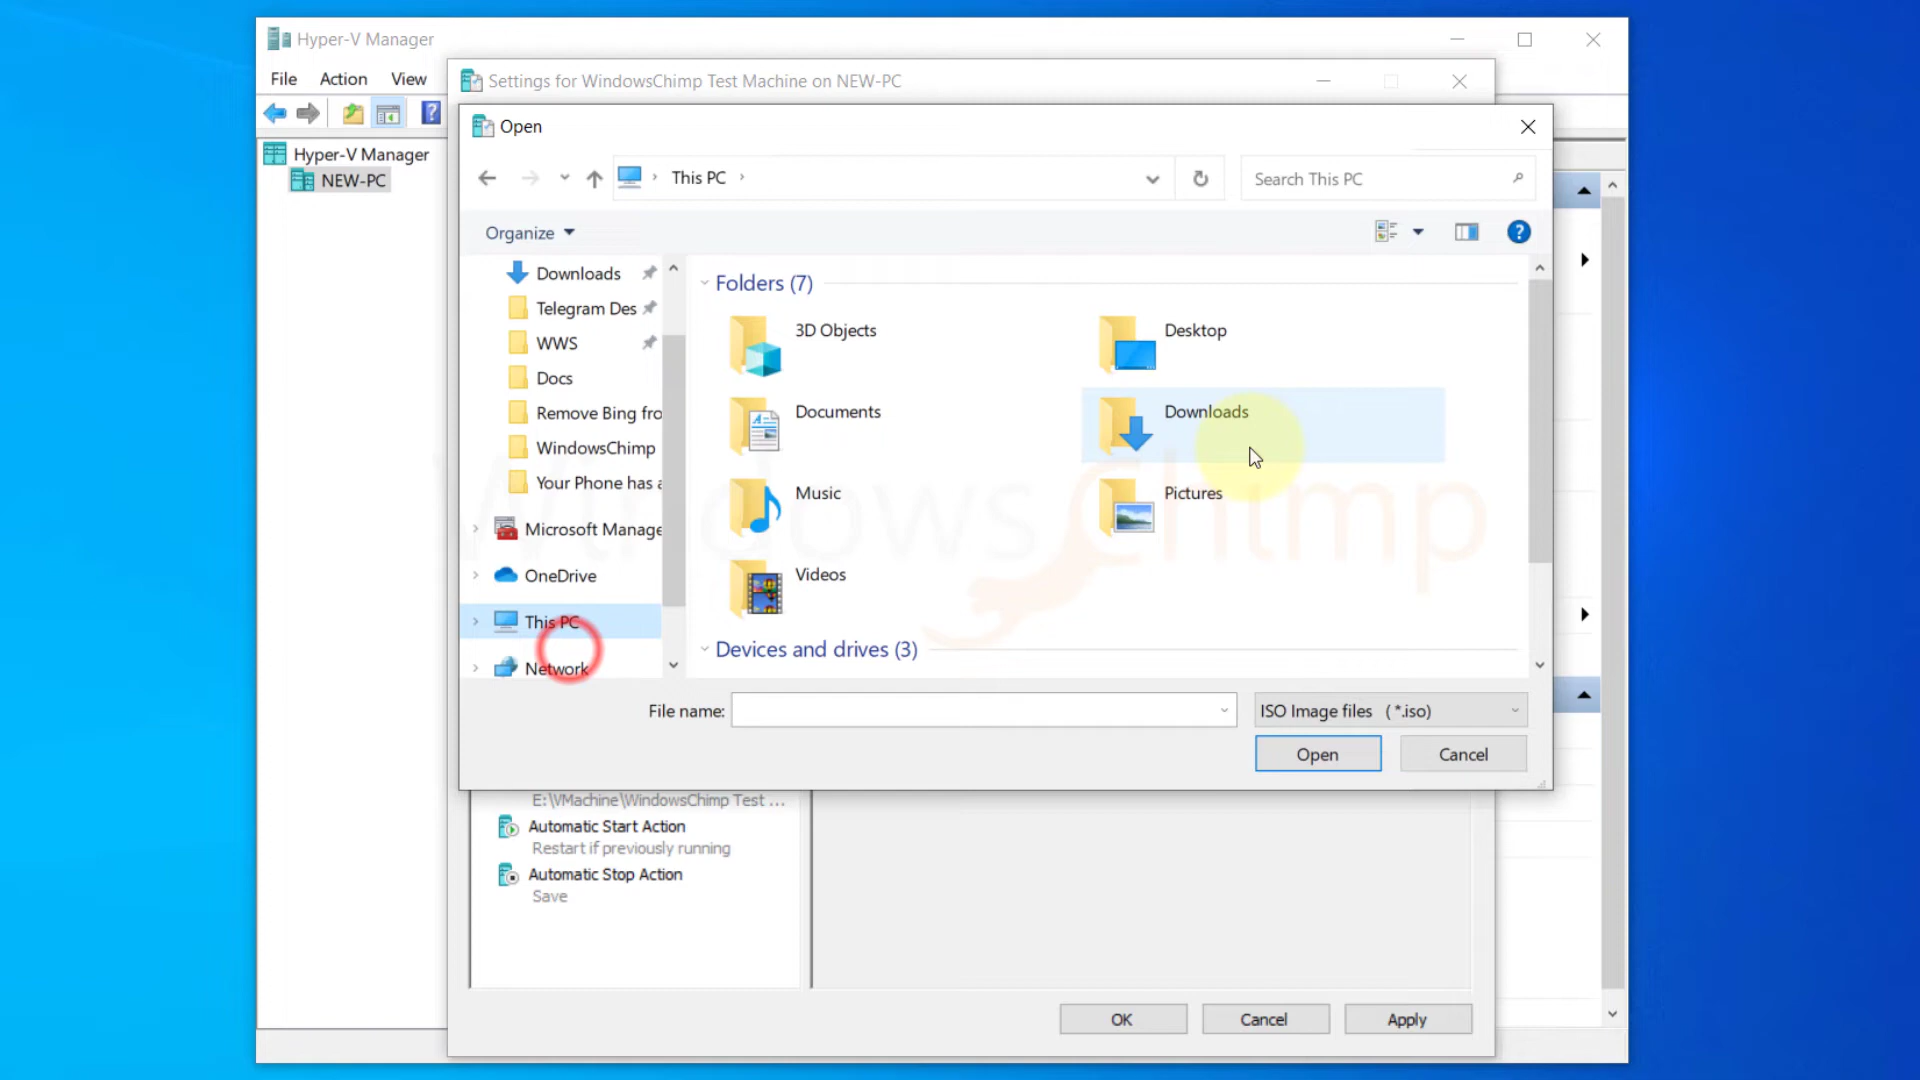 Hyper-V Manager
File Action View
Settings for WindowsChimp Test Machine on NEW-PC
Open
Hyper-V Manager
NEW-PC
This PC
Search This PC
Organize
Downloads
Telegram Des
WWS
Docs
Remove Bing fro
WindowsChimp
Your Phone has a
Microsoft Manage
OneDrive
This PC
Network
Folders (7)
3D Objects
Desktop
Documents
Downloads
Music
Pictures
Videos
Devices and drives (3)
WindowsChimp
File name:
ISO Image files ( *.iso)
Open
Cancel
E:\VMachine\WindowsChimp Test ...
Automatic Start Action
Restart if previously running
Automatic Stop Action
Save
OK
Cancel
Apply